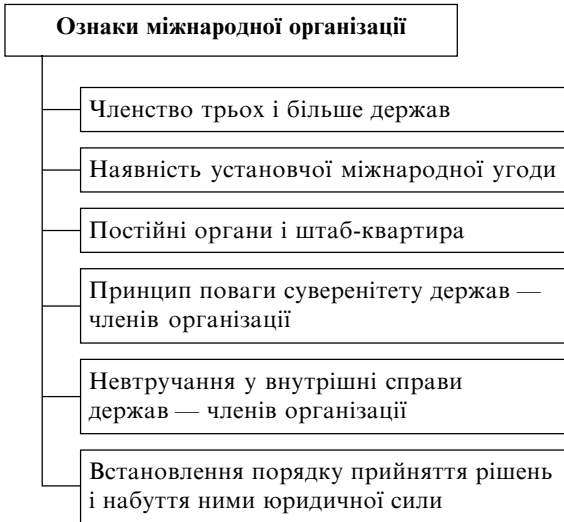 Ознаки міжнародної організації
Членство трьох і більше держав
Наявність установчої міжнародної угоди
Постійні органи і штаб-квартира
Принцип поваги суверенітету держав —
членів організації
Невтручання у внутрішні справи
держав — членів організації
Встановлення порядку прийняття рішень
і набуття ними юридичної сили